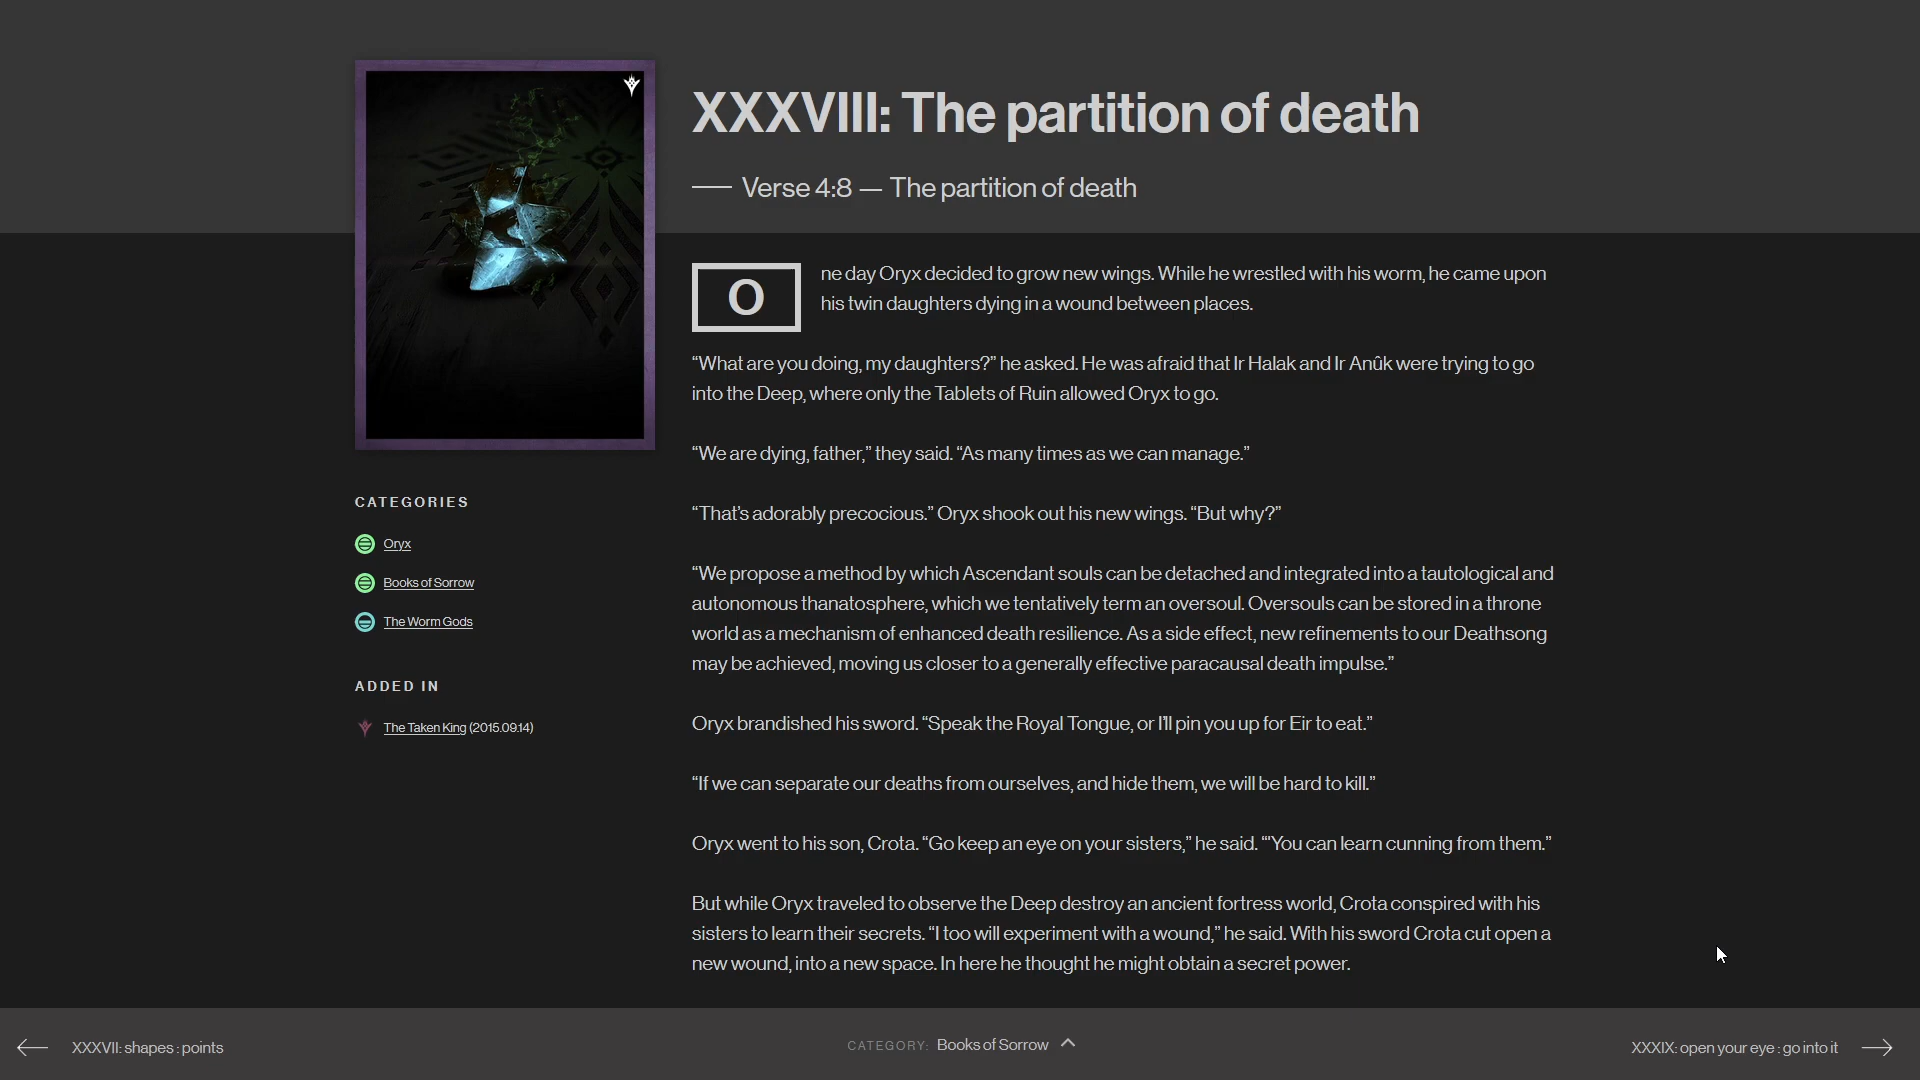 XXXVIII: The partition of death
Verse 4:8 — The partition of death
O
ne day Oryx decided to grow new wings. While he wrestled with his worm, he came upon
his twin daughters dying in a wound between places.
“What are you doing, my daughters?” he asked. He was afraid that Ir Halak and Ir Anûk were trying to go
into the Deep, where only the Tablets of Ruin allowed Oryx to go.
“We are dying, father,” they said. “As many times as we can manage.”
“That’s adorably precocious.” Oryx shook out his new wings. “But why?”
“We propose a method by which Ascendant souls can be detached and integrated into a tautological and
autonomous thanatosphere, which we tentatively term an oversoul. Oversouls can be stored in a throne
world as a mechanism of enhanced death resilience. As a side effect, new refinements to our Deathsong
may be achieved, moving us closer to a generally effective paracausal death impulse.”
Oryx brandished his sword. “Speak the Royal Tongue, or I’ll pin you up for Eir to eat.”
“If we can separate our deaths from ourselves, and hide them, we will be hard to kill.”
Oryx went to his son, Crota. “Go keep an eye on your sisters,” he said. “‘You can learn cunning from them.”
But while Oryx traveled to observe the Deep destroy an ancient fortress world, Crota conspired with his
sisters to learn their secrets. “I too will experiment with a wound,” he said. With his sword Crota cut open a
new wound, into a new space. In here he thought he might obtain a secret power.
CATEGORIES
Oryx
Books of Sorrow
The Worm Gods
ADDED IN
The Taken King (2015.09.14)
XXXVII: shapes : points
CATEGORY: Books of Sorrow
XXXIX: open your eye : go into it